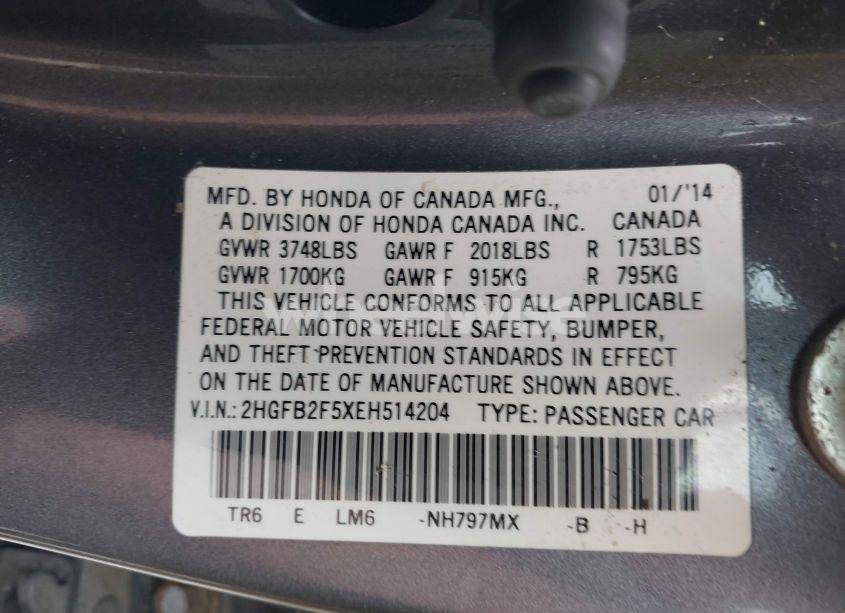 MFD. BY HONDA OF CANADA MFG., 01/'14
A DIVISION OF HONDA CANADA INC. CANADA
GVWR 3748LBS GAWR F 2018LBS R 1753LBS
GVWR 1700KG GAWR F 915KG R 795KG
THIS VEHICLE CONFORMS TO ALL APPLICABLE
FEDERAL MOTOR VEHICLE SAFETY, BUMPER,
AND THEFT PREVENTION STANDARDS IN EFFECT
ON THE DATE OF MANUFACTURE SHOWN ABOVE.
V.I.N.: 2HGFB2F5XEH514204 TYPE: PASSENGER CAR
TR6 E LM6 -NH797MX -B -H